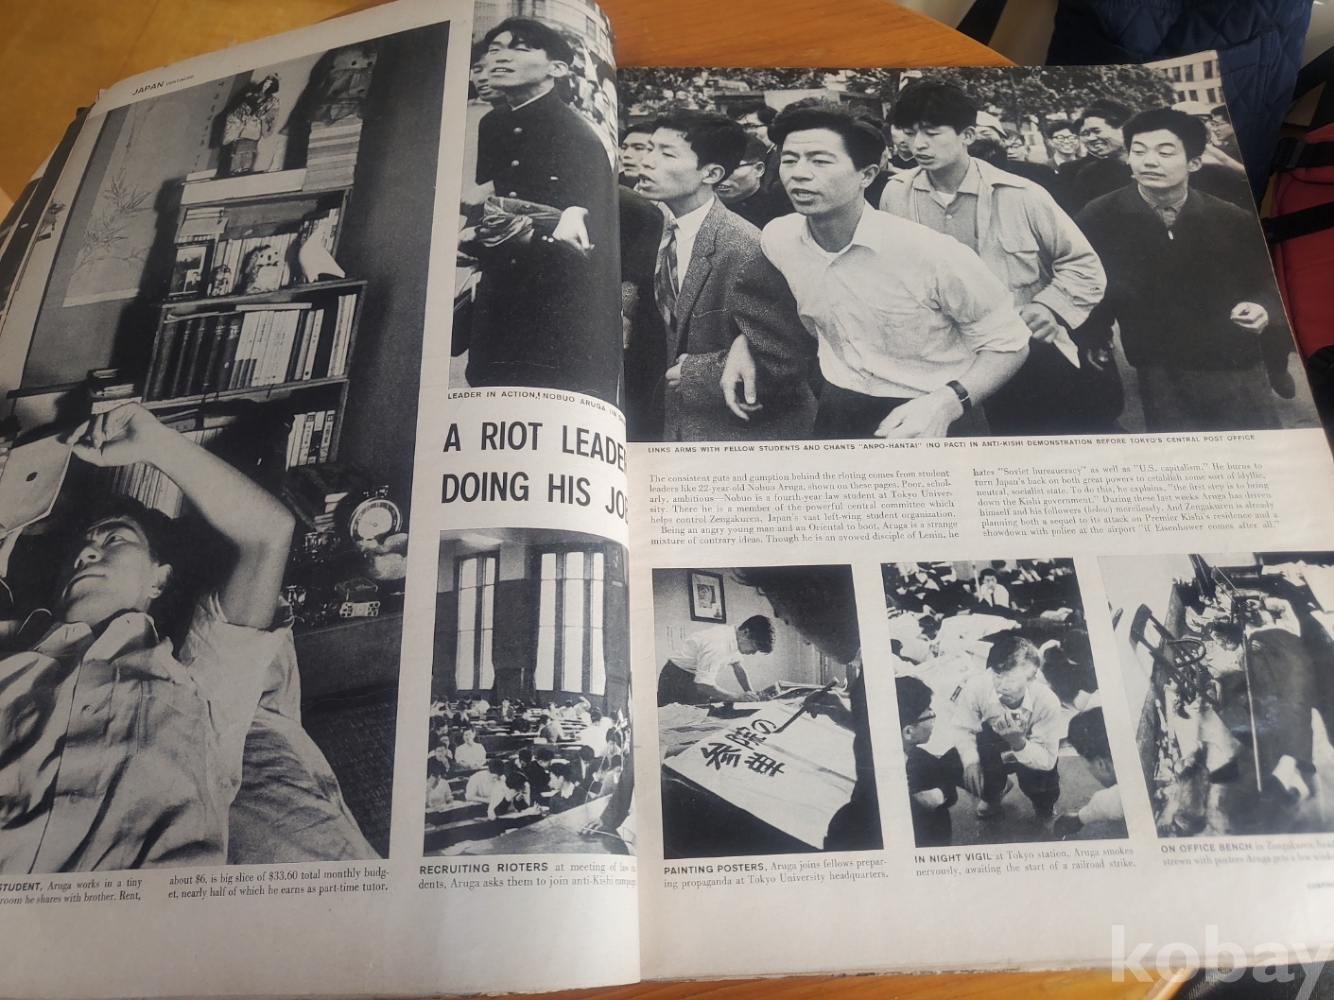 JAPAN CONTINUED
LEADER IN ACTION, NOBUO ARUGA
A RIOT LEADE
DOING HIS JO
STUDENT, Aruga works in a tiny
room he shares with brother. Rent,
about $6, is big slice of $33.60 total monthly budg-
et, nearly half of which he earns as part-time tutor.
RECRUITING RIOTERS at meeting of law
dents, Aruga asks them to join anti-Kishi
LINKS ARMS WITH FELLOW STUDENTS AND CHANTS "ANPO-HANTAI" (NO PACT) IN ANTI-KISHI DEMONSTRATION BEFORE TOKYO'S CENTRAL POST OFFICE
The consistent guts and gumption behind the rioting comes from student
leaders like 22-year-old Nobuo Aruga, shown on these pages. Poor, schol-
arly, ambitious—Nobuo is a fourth-year law student at Tokyo Univer-
sity. There he is a member of the powerful central committee which
helps control Zengakuren, Japan's vast left-wing student organization.
Being an angry young man and an Oriental to boot, Aruga is a strange
mixture of contrary ideas. Though he is an avowed disciple of Lenin, he
hates "Soviet bureaucracy" as well as "U.S. capitalism." He burns to
turn Japan's back on both great powers to establish some sort of idyllic,
neutral, socialist state. To do this, he explains, "the first step is to bring
down the Kishi government." During these last weeks Aruga has driven
himself and his followers (below) mercilessly. And Zengakuren is already
planning both a sequel to its attack on Premier Kishi's residence and a
showdown with police at the airport "if Eisenhower comes after all."
PAINTING POSTERS, Aruga joins fellows prepar-
ing propaganda at Tokyo University headquarters.
IN NIGHT VIGIL at Tokyo station, Aruga smokes
nervously, awaiting the start of a railroad strike.
ON OFFICE BENCH in Zengakuren
strewn with posters Aruga gets a few
kobay